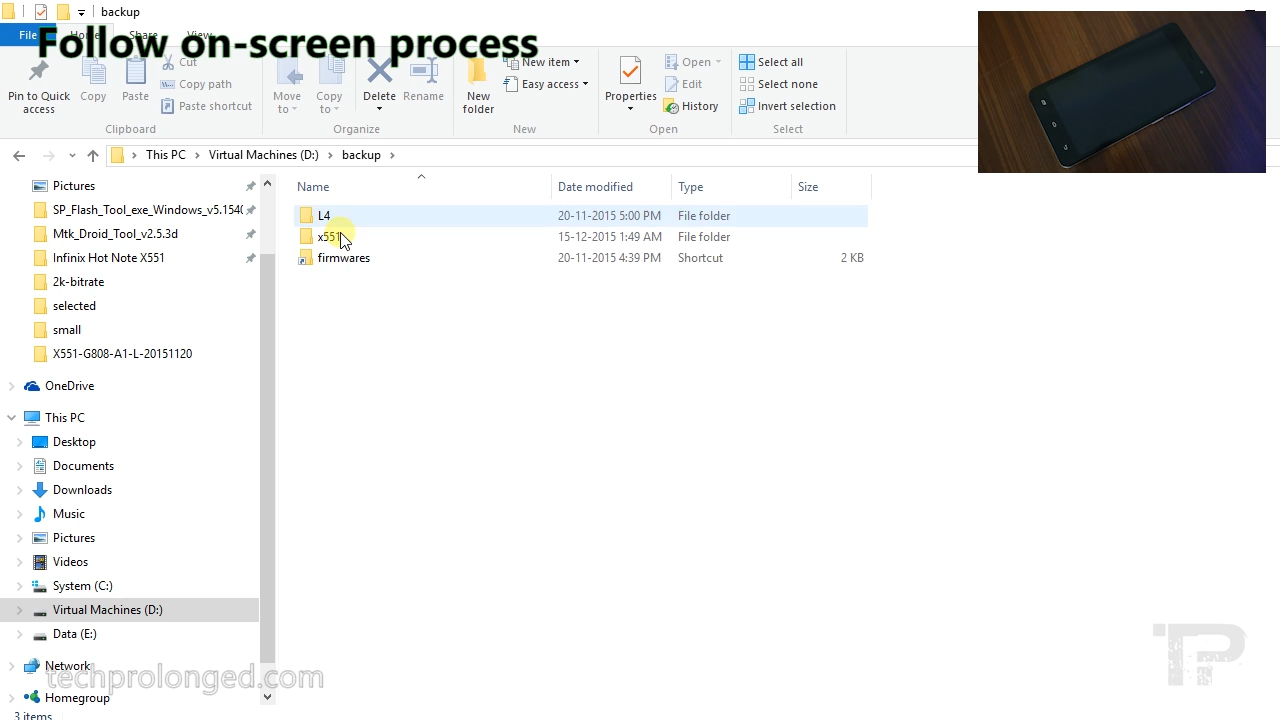 backup
File Home Share View
Follow on-screen process
Pin to Quick access
Copy
Paste
Cut
Copy path
Paste shortcut
Move to
Copy to
Delete
Rename
New folder
New item
Easy access
Properties
Open
Edit
History
Select all
Select none
Invert selection
Clipboard
Organize
New
Open
Select
This PC
Virtual Machines (D:)
backup
Name Date modified Type Size
L4 20-11-2015 5:00 PM File folder
x551 15-12-2015 1:49 AM File folder
firmwares 20-11-2015 4:39 PM Shortcut 2 KB
Pictures
SP_Flash_Tool_exe_Windows_v5.1540
Mtk_Droid_Tool_v2.5.3d
Infinix Hot Note X551
2k-bitrate
selected
small
X551-G808-A1-L-20151120
OneDrive
This PC
Desktop
Documents
Downloads
Music
Pictures
Videos
System (C:)
Virtual Machines (D:)
Data (E:)
Network
techprolonged.com
Homegroup
3 items
TP